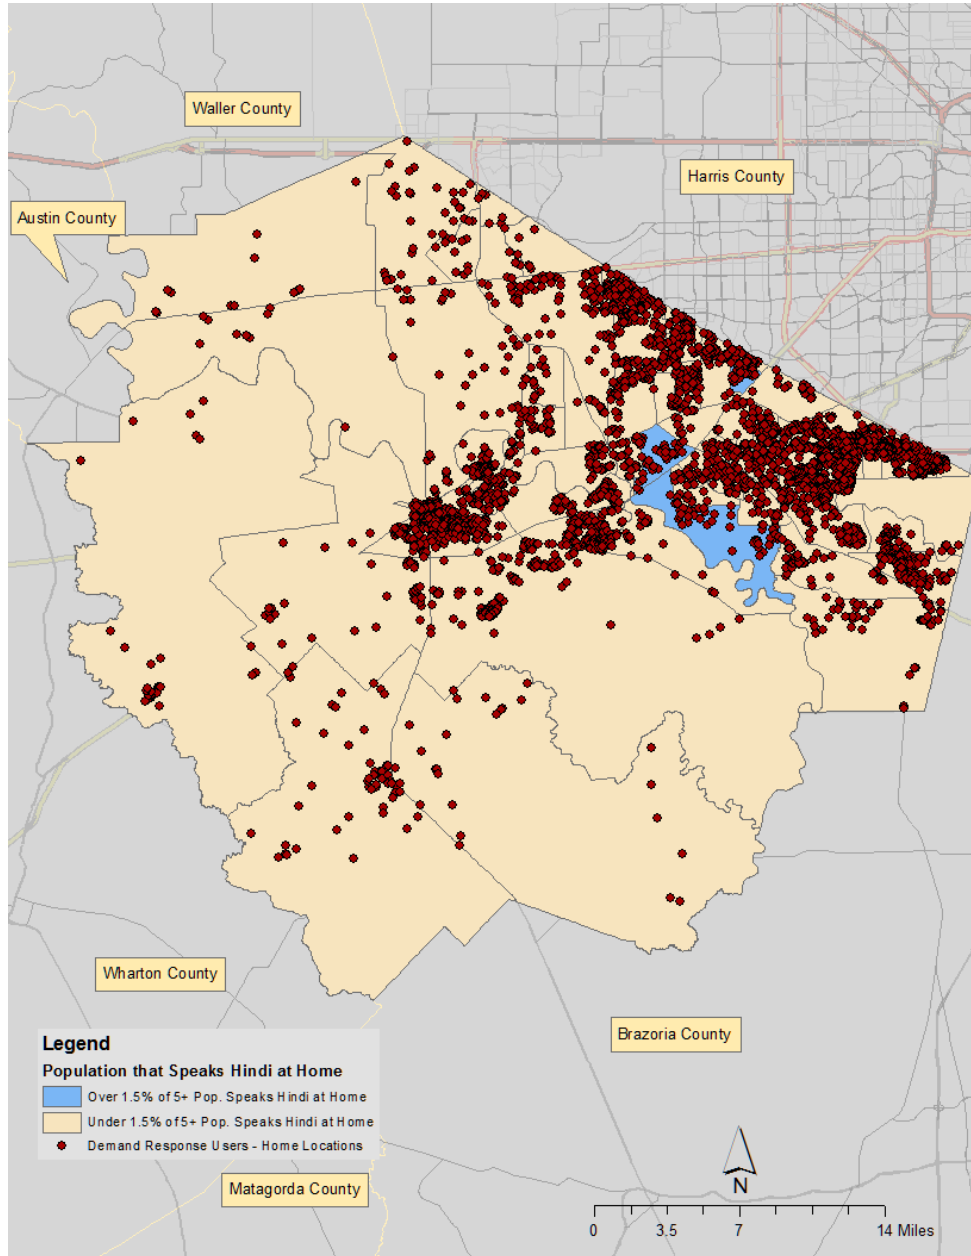 Waller County
Harris County
Austin County
Wharton County
Brazoria County
Legend
Population that Speaks Hindi at Home
Over 1.5% of 5+ Pop. Speaks Hindi at Home
Under 1.5% of 5+ Pop. Speaks Hindi at Home
Demand Response Users - Home Locations
Matagorda County
N
0 3.5 7 14 Miles